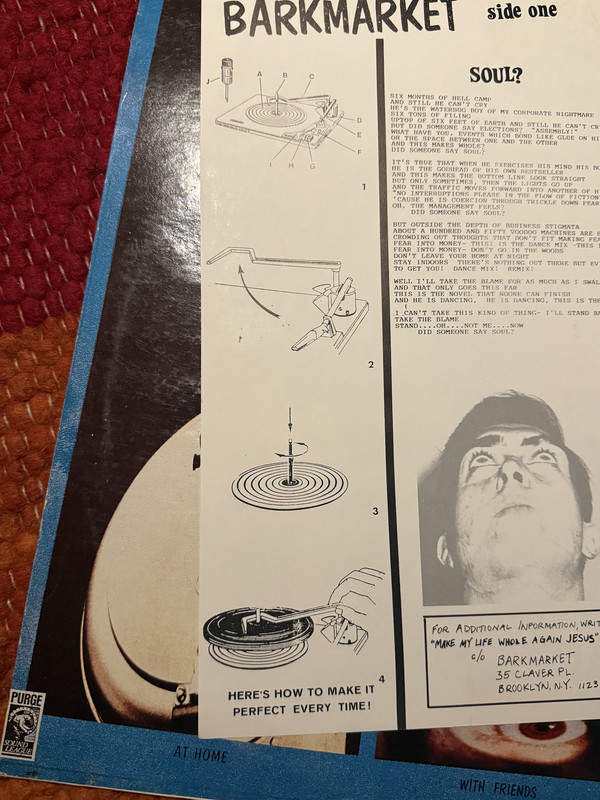 BARKMARKET side one
J
A
B
C
D
E
F
H G
1
2
3
4
HERE'S HOW TO MAKE IT
PERFECT EVERY TIME!
SOUL?
SIX MONTHS OF HELL CAMP
AND STILL HE CAN'T CRY
HE'S THE WATERBUG BOY OF MY CORPORATE NIGHTMARE
SIX TONS OF FILING
UPTOP OF SIX FEET OF EARTH AND STILL HE CAN'T CR
BUT DID SOMEONE SAY ELECTIONS? "ASSEMBLY!"
WHAT HAVE YOU, EVENTS WHICH BOND LIKE GLUE ON HI
OR THE SPACE BETWEEN ONE AND THE OTHER
AND THIS MAKES WHOLE?
DID SOMEONE SAY SOUL?
IT'S TRUE THAT WHEN HE EXERCISES HIS MIND HIS NO
HE IS THE GODHEAD OF HIS OWN BESTSELLER
AND THIS MAKES THE BOTTOM LINE LOOK STRAIGHT
BUT ONLY SOMETIMES, THEN THE LIGHTS GO UP
AND THE TRAFFIC MOVES FORWARD INTO ANOTHER OF H
"NO INTERRUPTIONS PLEASE IN THE FLOW OF FICTION
'CAUSE HE IS COERCION THROUGH TRICKLE DOWN FEAR
OH, THE MANAGEMENT FEELS?
DID SOMEONE SAY SOUL?
BUT OUTSIDE THE DEPTH OF BUSINESS STIGMATA
ABOUT A HUNDRED AND FIFTY VOODOO MACHINES ARE
CROWDING OUT THOUGHTS THAT DON'T FIT MAKING FEA
FEAR INTO MONEY- THIS! IS THE DANCE MIX -THIS
FEAR INTO MONEY- DON'T GO IN THE WOODS
DON'T LEAVE YOUR HOME AT NIGHT
STAY INDOORS THERE'S NOTHING OUT THERE BUT EV
TO GET YOU! DANCE MIX! REMIX!
WELL I'LL TAKE THE BLAME FOR AS MUCH AS I SWAL
AND THAT ONLY GOES THIS FAR
THIS IS THE NOVEL THAT NOONE CAN FINISH
AND HE IS DANCING, HE IS DANCING, THIS IS THE
(
I CAN'T TAKE THIS KIND OF THING- I'LL STAND BA
TAKE THE BLAME
STAND....OH....NOT ME....NOW
DID SOMEONE SAY SOUL?
FOR ADDITIONAL INFORMATION, WRIT
"MAKE MY LIFE WHOLE AGAIN JESUS"
c/o BARKMARKET
35 CLAVER PL.
BROOKLYN, N.Y. 1123
PURGE
SOUND
LEAGUE
AT HOME
WITH FRIENDS